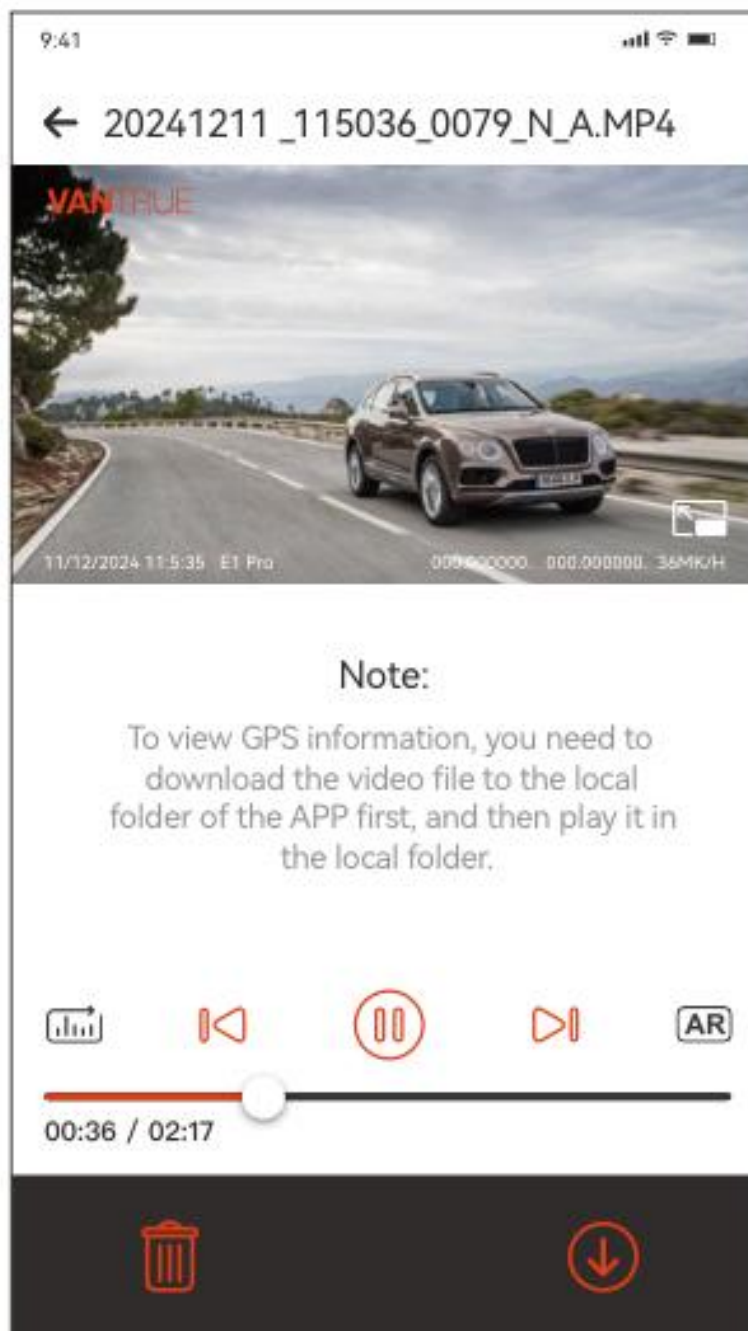 9:41
20241211 _115036_0079_N_A.MP4
VANTRUE
11/12/2024 11:5:35 E1 Pro 000.000000. 000.000000. 36MK/H
Note:
To view GPS information, you need to
download the video file to the local
folder of the APP first, and then play it in
the local folder.
AR
00:36 / 02:17